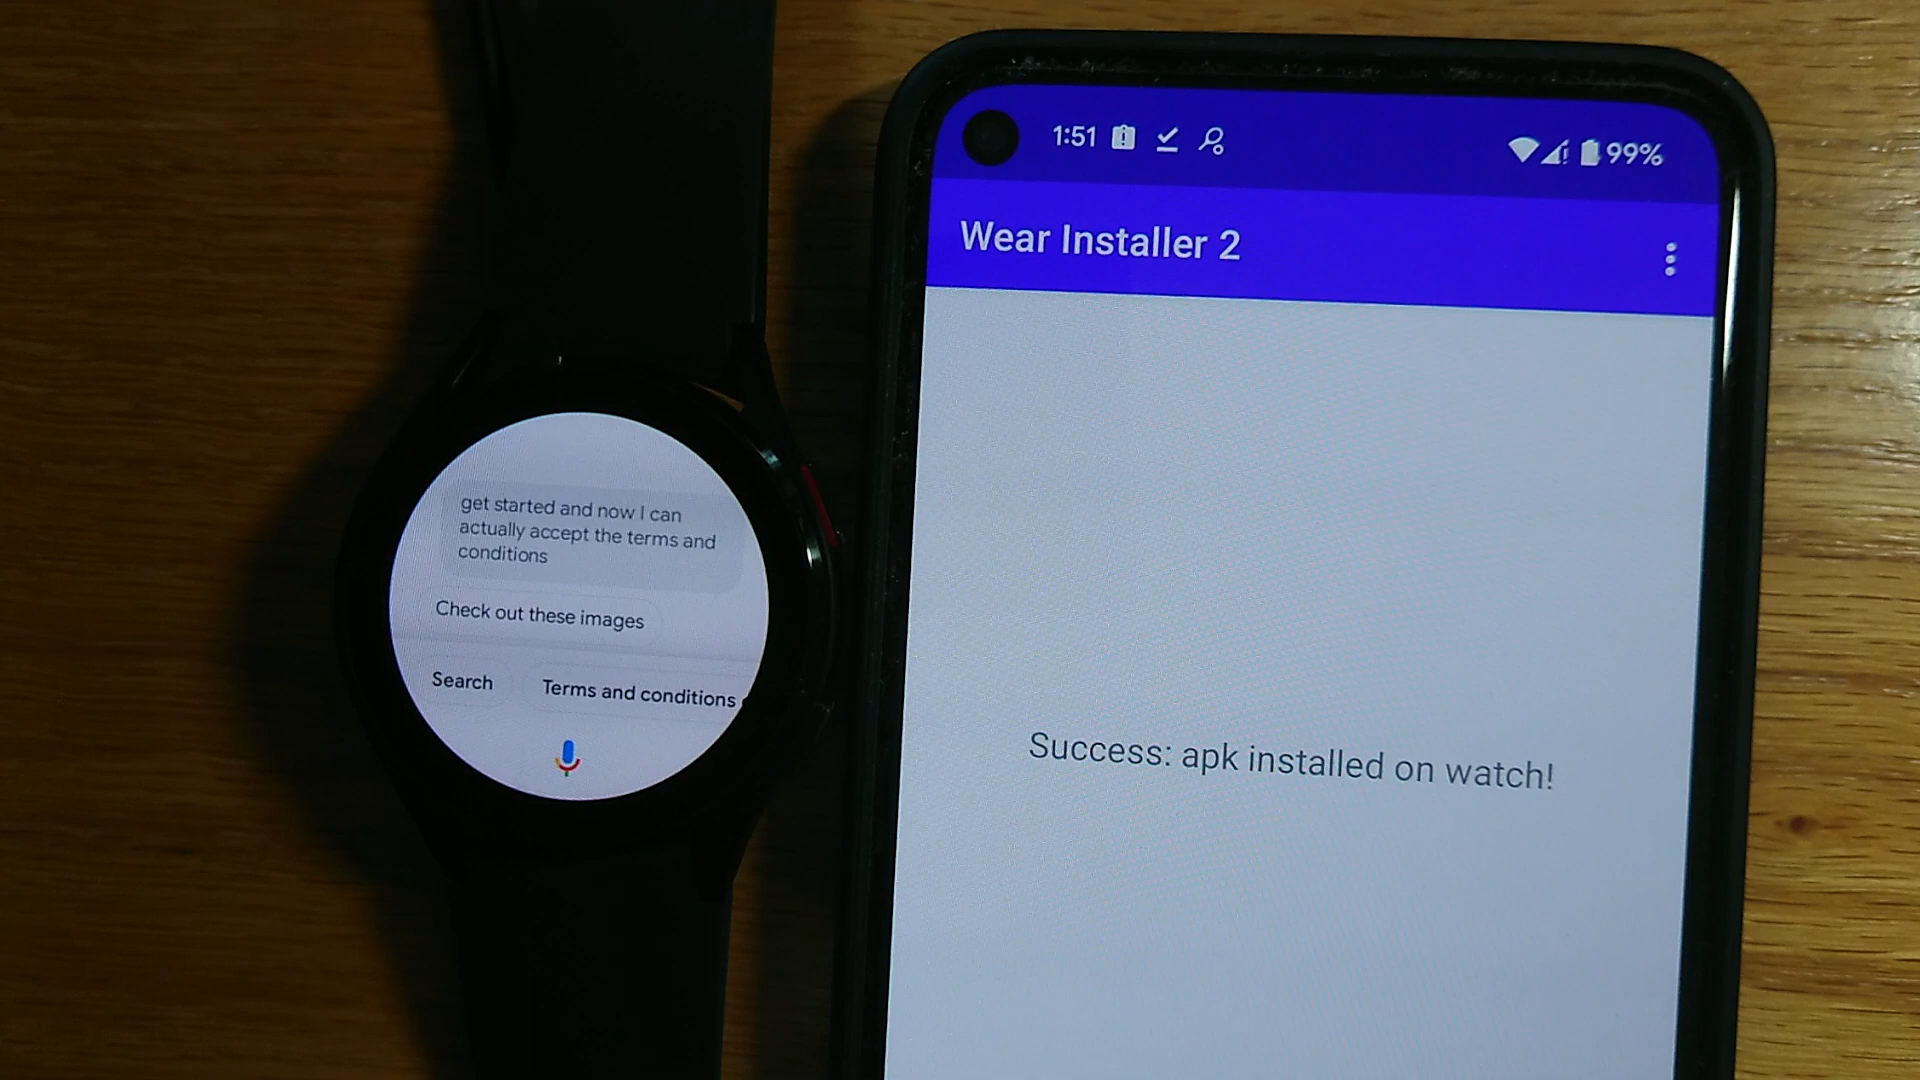 get started and now I can
actually accept the terms and
conditions
Check out these images
Search
Terms and conditions
1:51
99%
Wear Installer 2
Success: apk installed on watch!